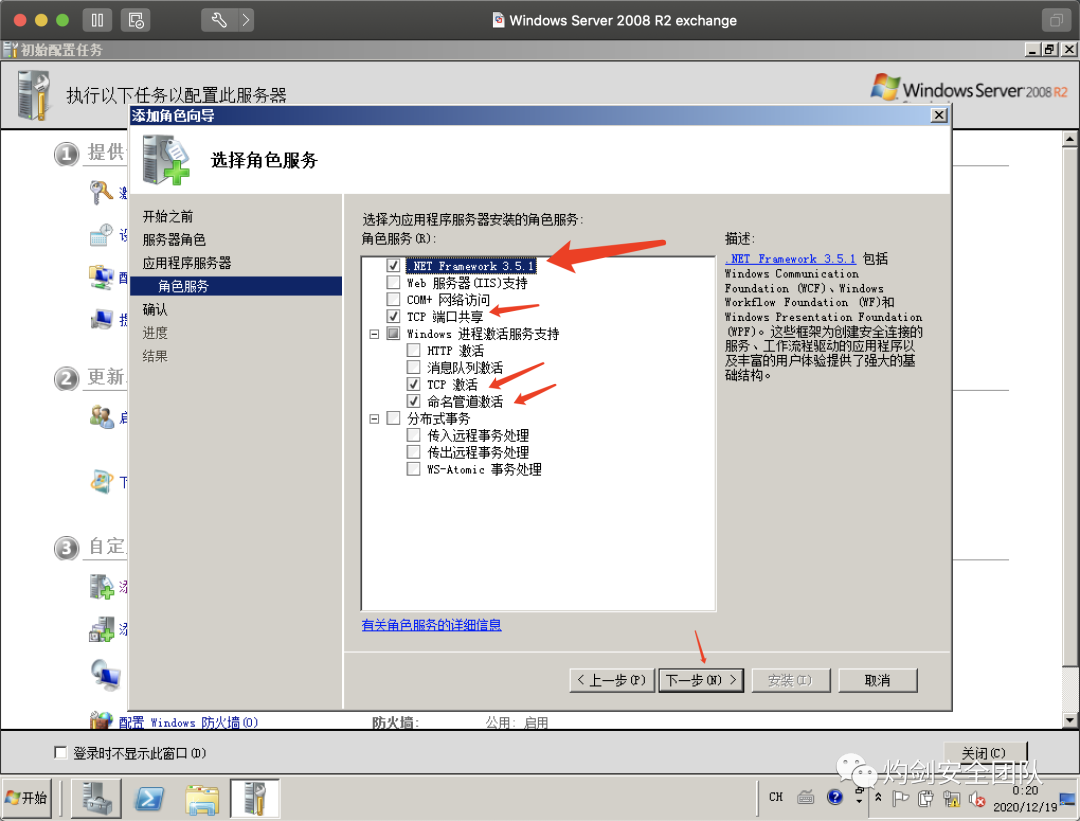 Windows Server 2008 R2 exchange
初始配置任务
执行以下任务以配置此服务器
Windows Server 2008 R2
添加角色向导
选择角色服务
1 提供
2 更新
3 自定
开始之前
服务器角色
应用程序服务器
角色服务
确认
进度
结果
选择为应用程序服务器安装的角色服务:
角色服务(R):
.NET Framework 3.5.1
Web 服务器(IIS)支持
COM+ 网络访问
TCP 端口共享
Windows 进程激活服务支持
HTTP 激活
消息队列激活
TCP 激活
命名管道激活
分布式事务
传入远程事务处理
传出远程事务处理
WS-Atomic 事务处理
有关角色服务的详细信息
描述:
.NET Framework 3.5.1 包括
Windows Communication
Foundation (WCF)、Windows
Workflow Foundation (WF)和
Windows Presentation Foundation
(WPF)。这些框架为创建安全连接的
服务、工作流程驱动的应用程序以
及丰富的用户体验提供了强大的基
础结构。
< 上一步(P) 下一步(N) > 安装(I) 取消
配置 Windows 防火墙(O) 防火墙: 公用: 启用
登录时不显示此窗口(D) 关闭(C)
灼剑安全团队
开始 CH 0:20
2020/12/19